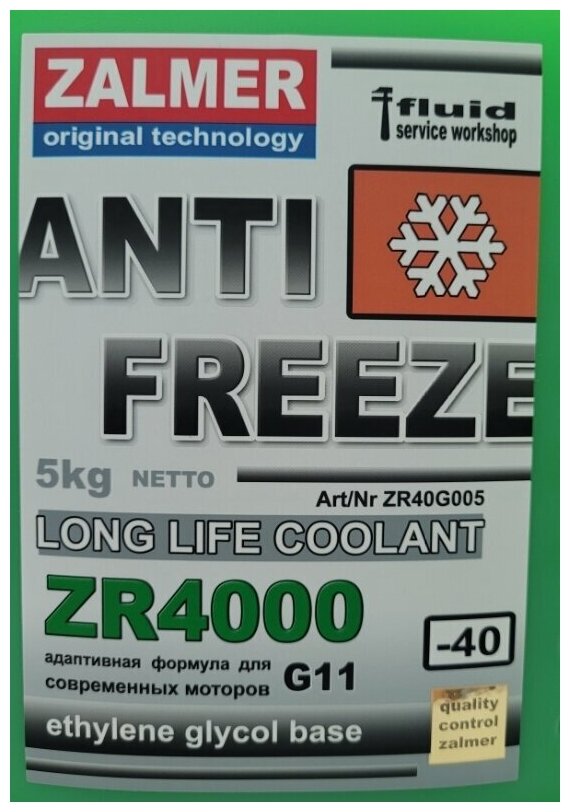 ZALMER
original technology
fluid
service workshop
ANTI
FREEZE
5kg NETTO
Art/Nr ZR40G005
LONG LIFE COOLANT
ZR4000
-40
адаптивная формула для
современных моторов G11
ethylene glycol base
quality
control
zalmer